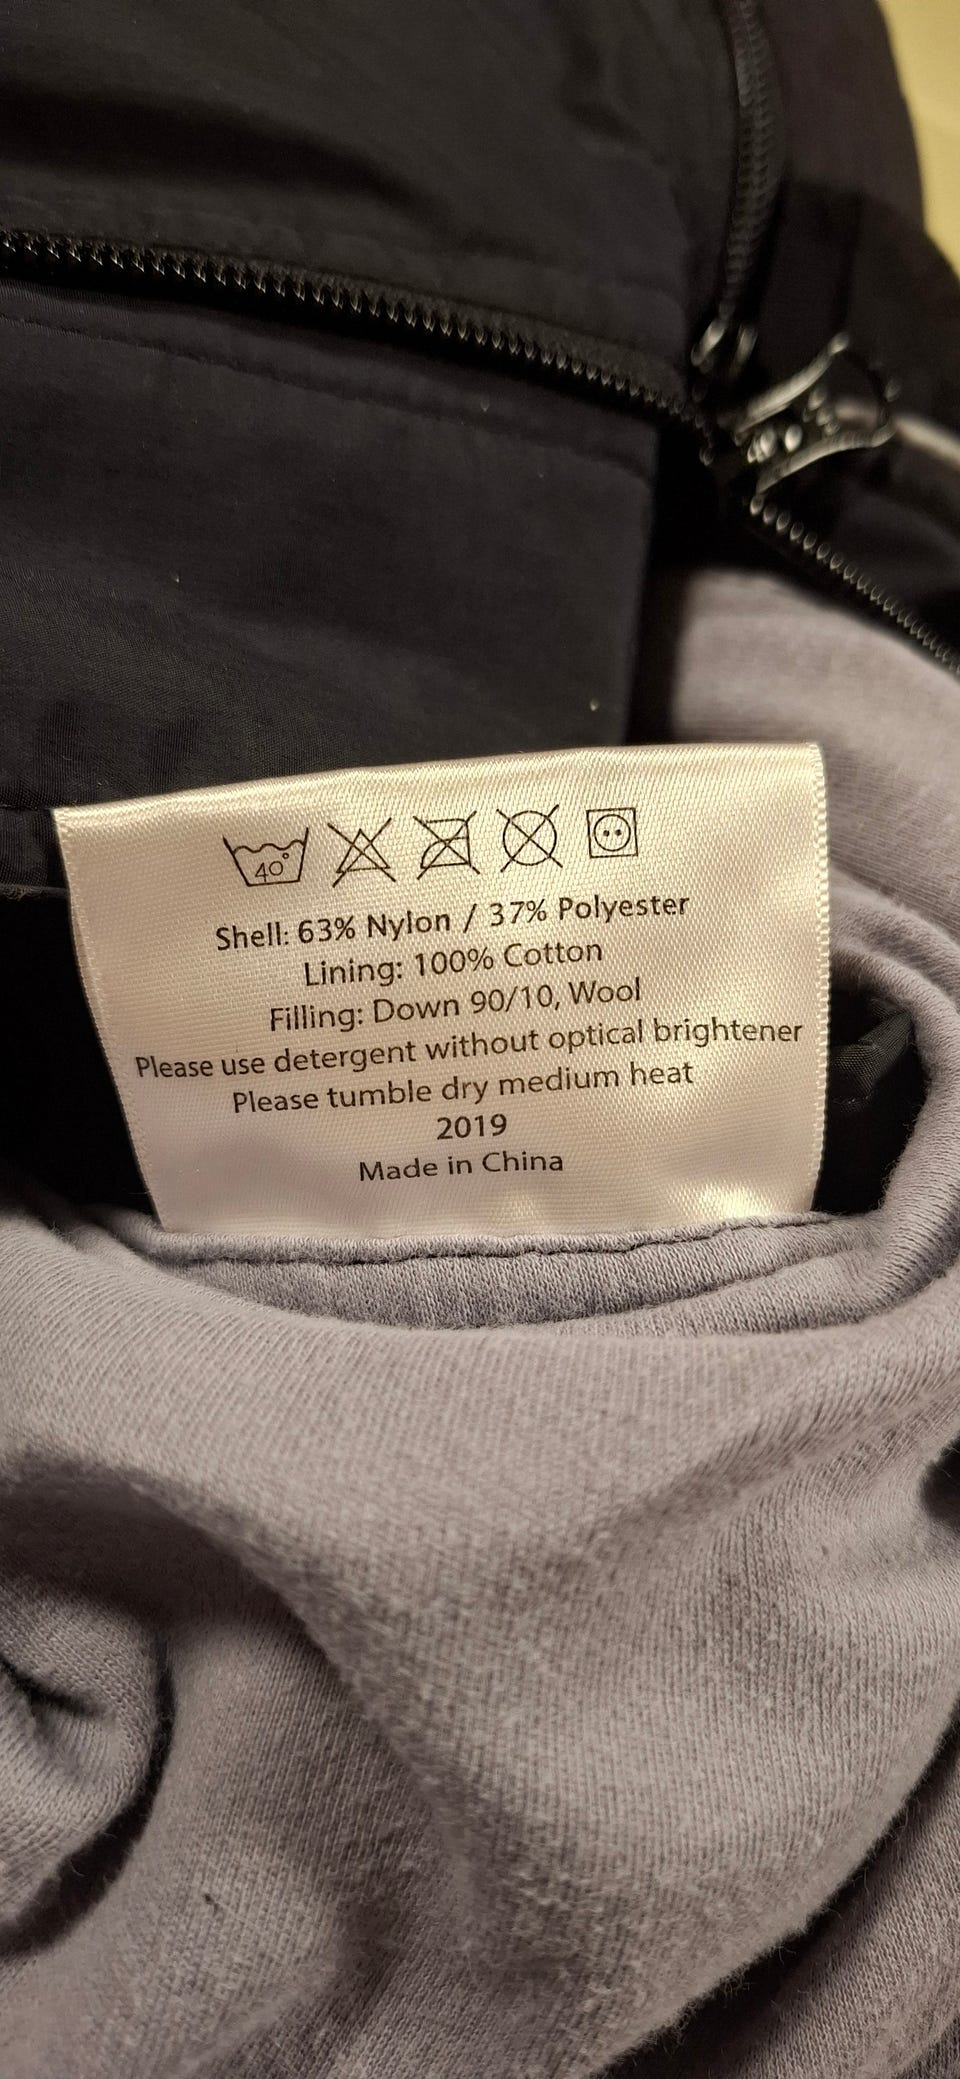 40°
Shell: 63% Nylon / 37% Polyester
Lining: 100% Cotton
Filling: Down 90/10, Wool
Please use detergent without optical brightener
Please tumble dry medium heat
2019
Made in China